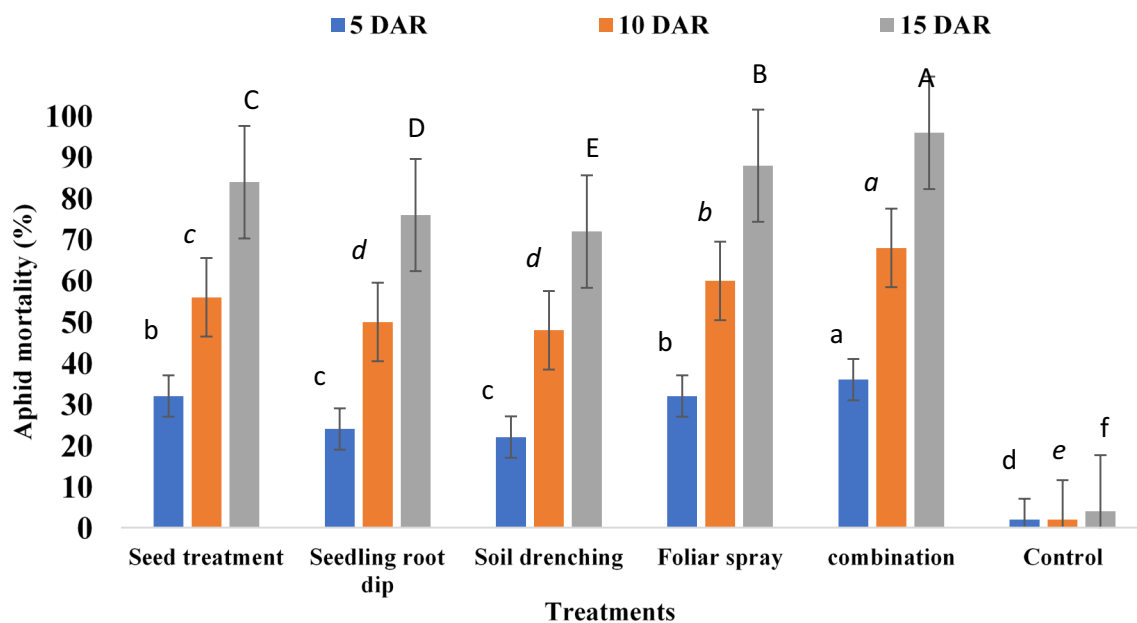 5 DAR 10 DAR 15 DAR
Aphid mortality (%)
100
90
80
70
60
50
40
30
20
10
0
b c C
c d D
c d E
b b B
a a A
d e f
Seed treatment
Seedling root
dip
Soil drenching
Foliar spray
combination
Control
Treatments